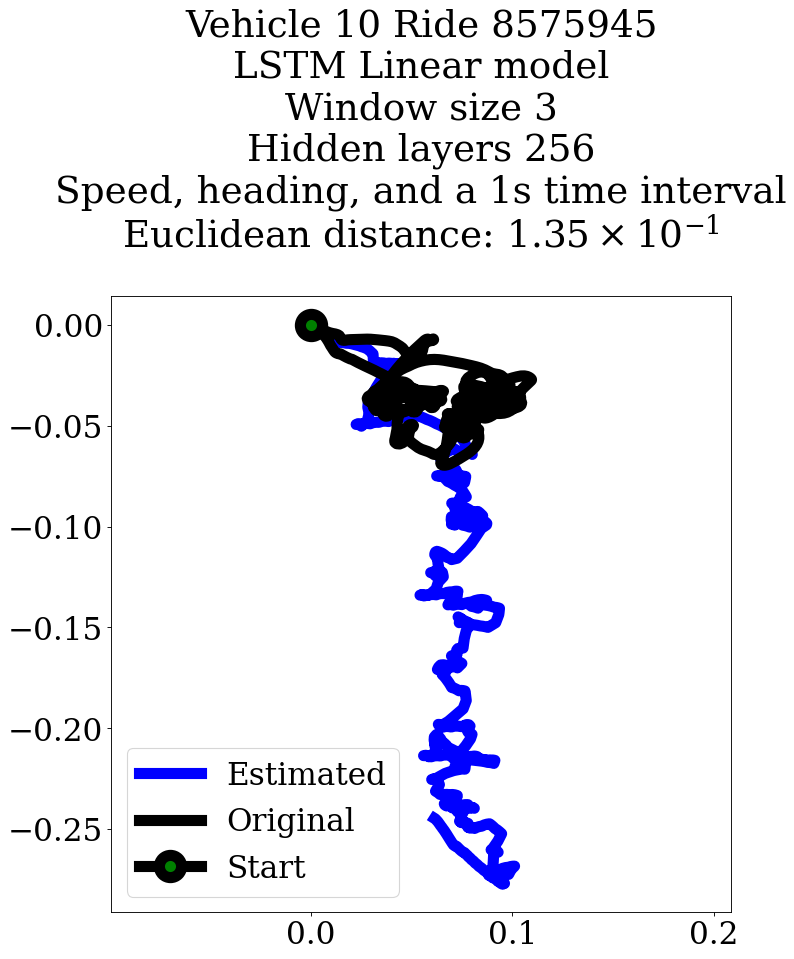 Vehicle 10 Ride 8575945
LSTM Linear model
Window size 3
Hidden layers 256
Speed, heading, and a 1s time interval
Euclidean distance: $1.35 \times 10^{-1}$
0.00
−0.05
−0.10
−0.15
−0.20
−0.25
Estimated
Original
Start
0.0 0.1 0.2